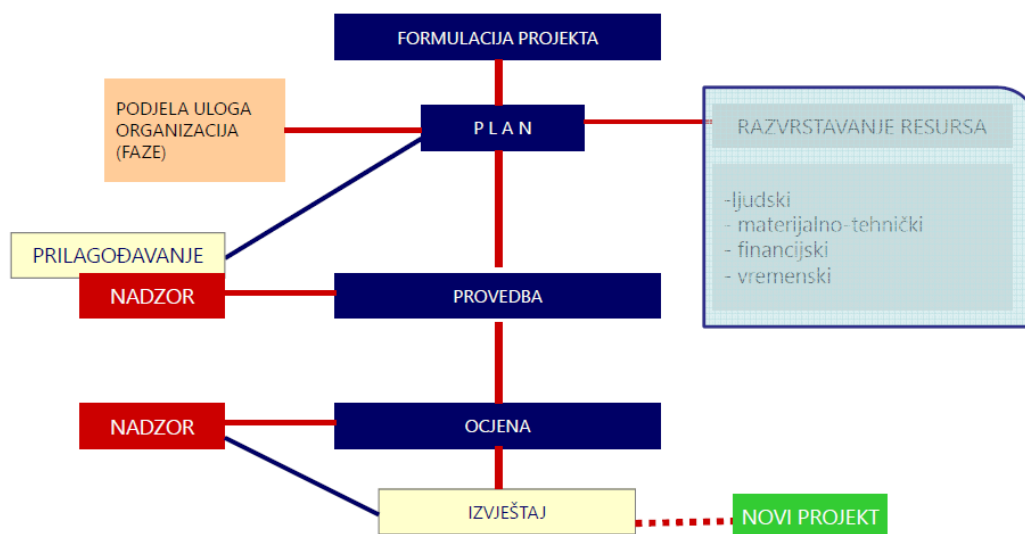 FORMULACIJA PROJEKTA
PODJELA ULOGA
ORGANIZACIJA
(FAZE)
P L A N
RAZVRSTAVANJE RESURSA
-ljudski
- materijalno-tehnički
- financijski
- vremenski
PRILAGOĐAVANJE
NADZOR
PROVEDBA
NADZOR
OCJENA
IZVJEŠTAJ
NOVI PROJEKT